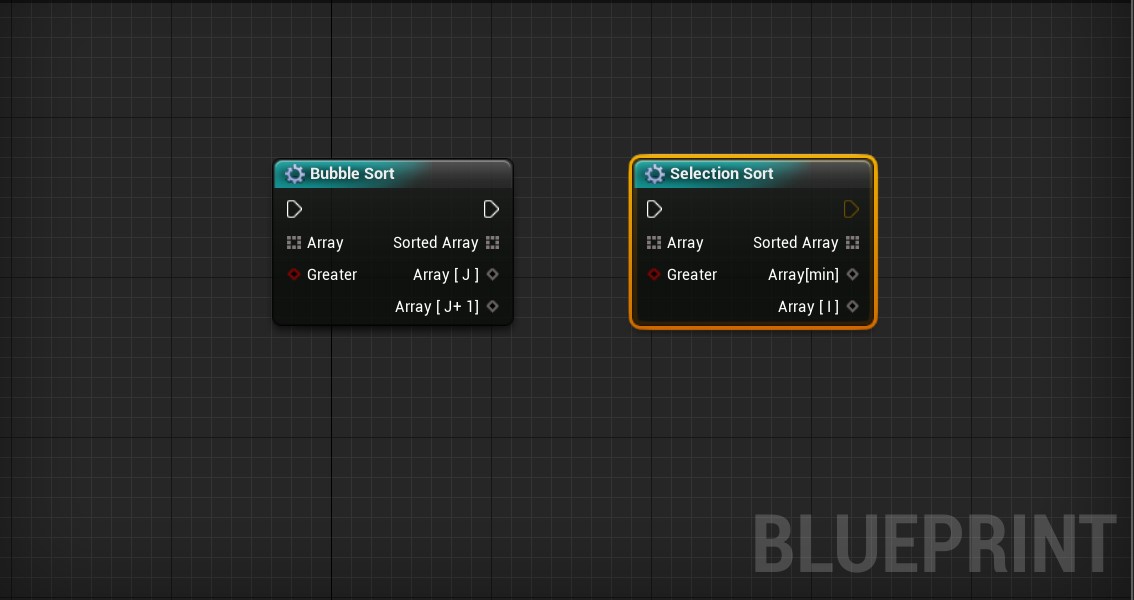 Bubble Sort
Array Sorted Array
Greater Array [ J ]
Array [ J+ 1]
Selection Sort
Array Sorted Array
Greater Array[min]
Array [ I ]
BLUEPRINT